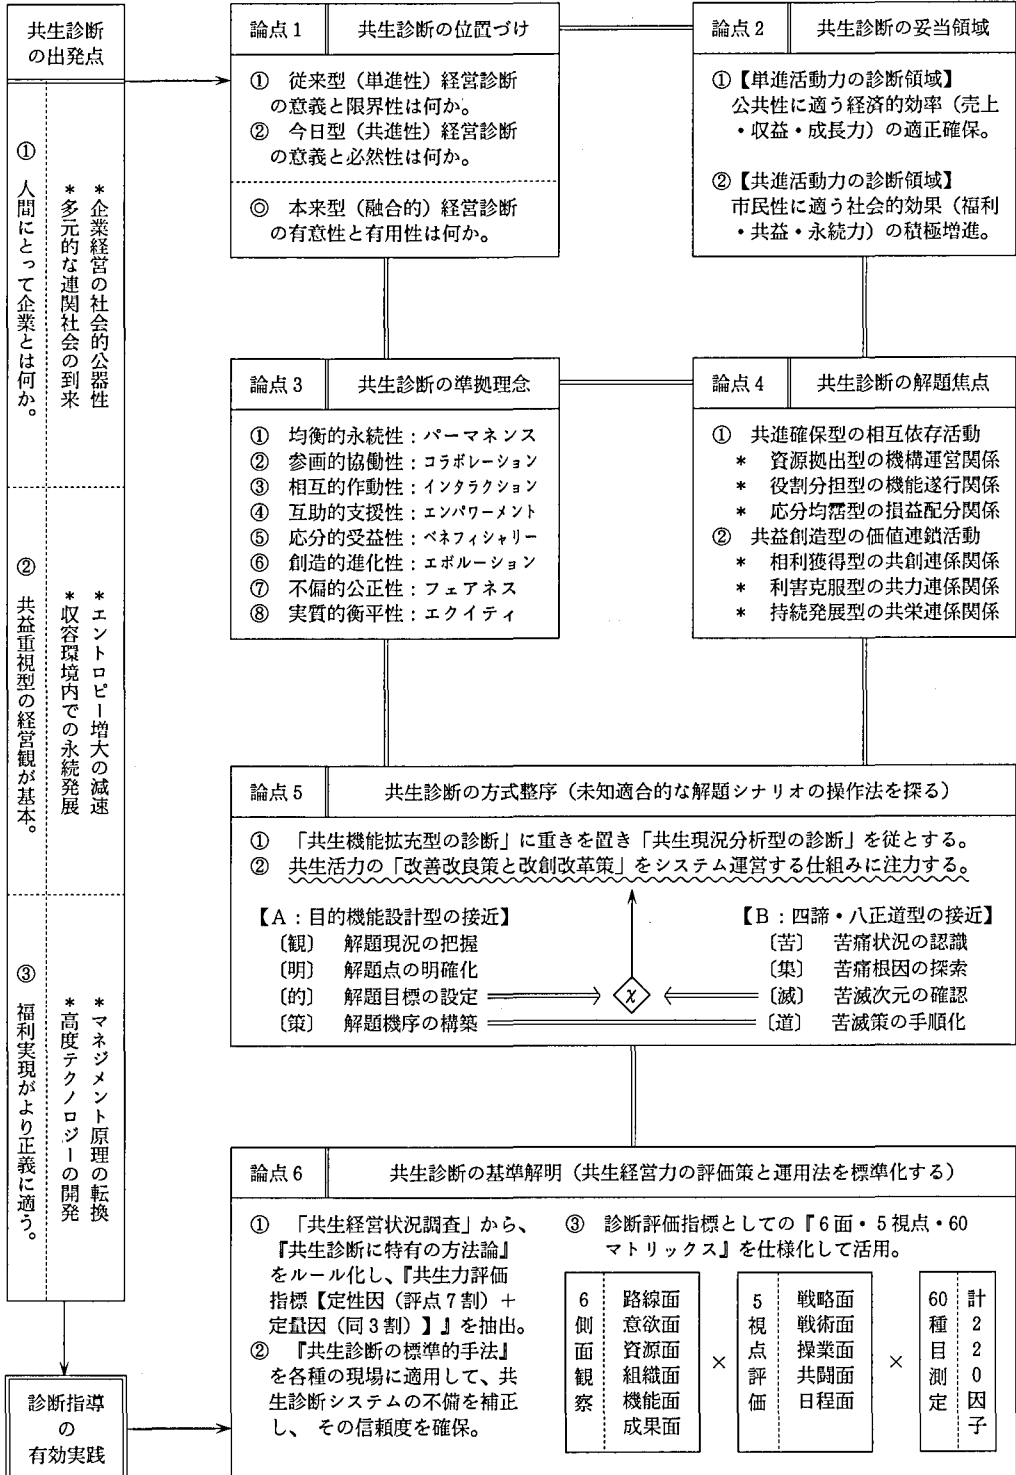 共生診断
の出発点
① 人間にとって企業とは何か。
＊企業経営の社会的公器性
＊多元的な連関社会の到来
② 共益重視型の経営観が基本。
＊エントロピー増大の減速
＊収容環境内での永続発展
③ 福利実現がより正義に適う。
＊マネジメント原理の転換
＊高度テクノロジーの開発
診断指導
の
有効実践
論点1 共生診断の位置づけ
① 従来型（単進性）経営診断
の意義と限界性は何か。
② 今日型（共進性）経営診断
の意義と必然性は何か。
◎ 本来型（融合的）経営診断
の有意性と有用性は何か。
論点2 共生診断の妥当領域
①【単進活動力の診断領域】
公共性に適う経済的効率（売上
・収益・成長力）の適正確保。
②【共進活動力の診断領域】
市民性に適う社会的効果（福利
・共益・永続力）の積極増進。
論点3 共生診断の準拠理念
① 均衡的永続性：パーマネンス
② 参画的協働性：コラボレーション
③ 相互的作動性：インタラクション
④ 互助的支援性：エンパワーメント
⑤ 応分的受益性：ベネフィシャリー
⑥ 創造的進化性：エボルーション
⑦ 不偏的公正性：フェアネス
⑧ 実質的衡平性：エクイティ
論点4 共生診断の解題焦点
① 共進確保型の相互依存活動
＊ 資源拠出型の機構運営関係
＊ 役割分担型の機能遂行関係
＊ 応分均霑型の損益配分関係
② 共益創造型の価値連鎖活動
＊ 相利獲得型の共創連係関係
＊ 利害克服型の共力連係関係
＊ 持続発展型の共栄連係関係
論点5 共生診断の方式整序（未知適合的な解題シナリオの操作法を探る）
① 「共生機能拡充型の診断」に重きを置き「共生現況分析型の診断」を従とする。
② 共生活力の「改善改良策と改創改革策」をシステム運営する仕組みに注力する。
【A：目的機能設計型の接近】
〔観〕 解題現況の把握
〔明〕 解題点の明確化
〔的〕 解題目標の設定
〔策〕 解題機序の構築
χ
【B：四諦・八正道型の接近】
〔苦〕 苦痛状況の認識
〔集〕 苦痛根因の探索
〔滅〕 苦滅次元の確認
〔道〕 苦滅策の手順化
論点6 共生診断の基準解明（共生経営力の評価策と運用法を標準化する）
① 「共生経営状況調査」から、
『共生診断に特有の方法論』
をルール化し、『共生力評価
指標【定性因（評点7割）＋
定量因（同3割）】』を抽出。
② 『共生診断の標準的手法』
を各種の現場に適用して、共
生診断システムの不備を補正
し、その信頼度を確保。
③ 診断評価指標としての『6面・5視点・60
マトリックス』を仕様化して活用。
6側面観察
路線面
意欲面
資源面
組織面
機能面
成果面
×
5視点評価
戦略面
戦術面
操業面
共闘面
日程面
×
60種目測定
計220因子